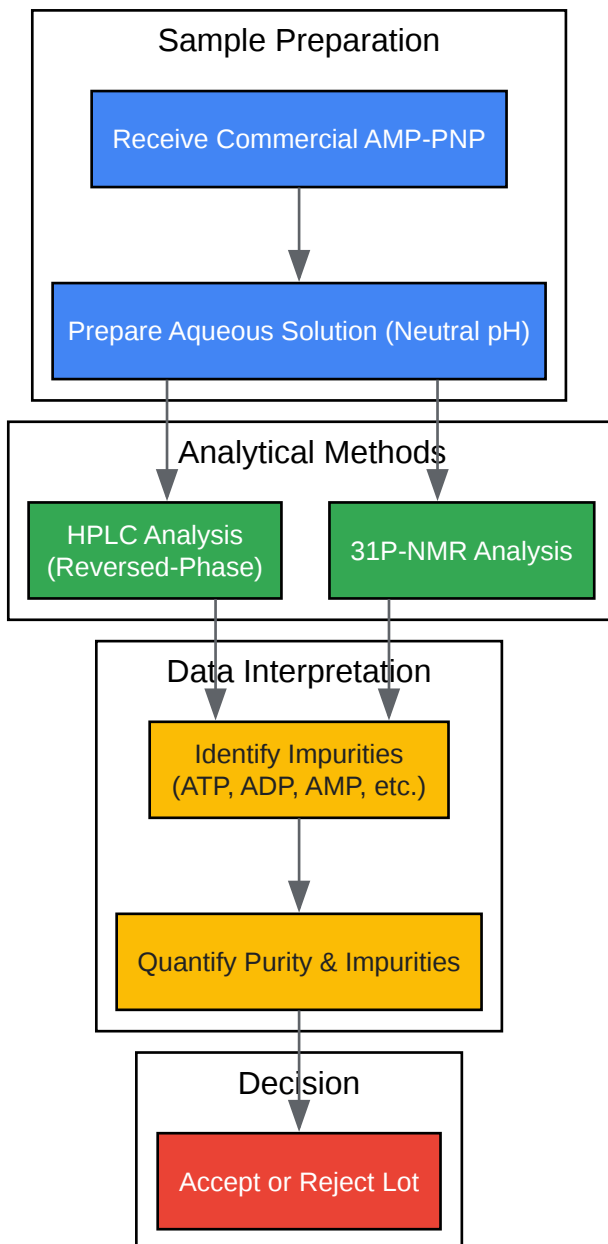 Sample Preparation
Receive Commercial AMP-PNP
Prepare Aqueous Solution (Neutral pH)
Analytical Methods
HPLC Analysis
(Reversed-Phase)
31P-NMR Analysis
Data Interpretation
Identify Impurities
(ATP, ADP, AMP, etc.)
Quantify Purity & Impurities
Decision
Accept or Reject Lot